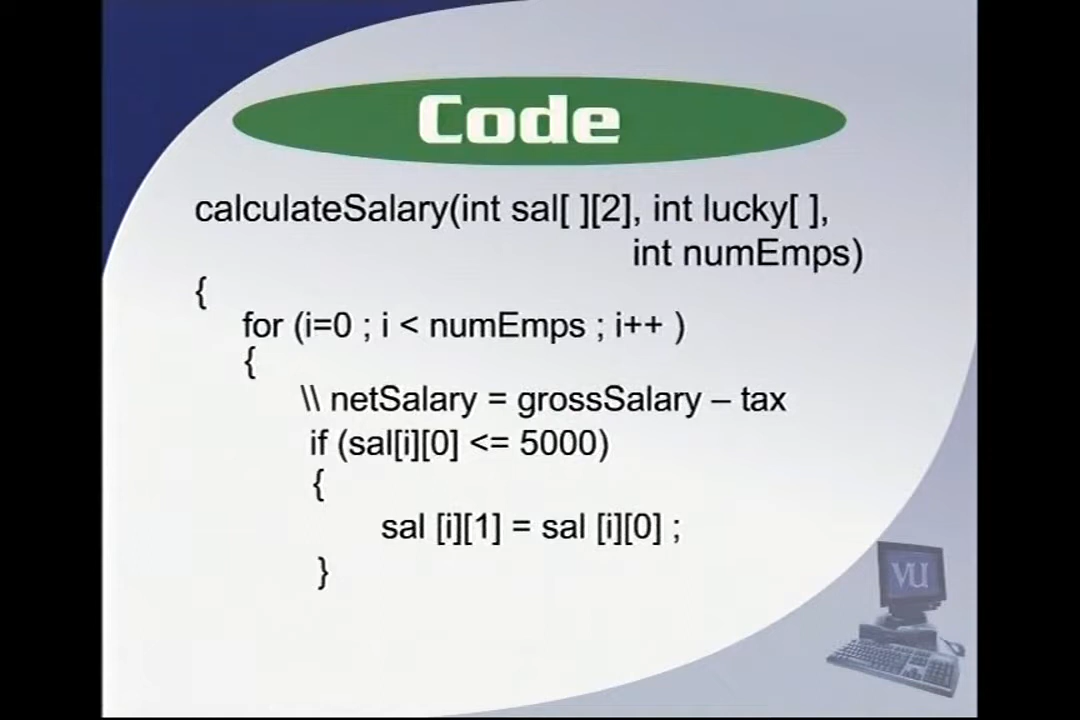 Code
calculateSalary(int sal[ ][2], int lucky[ ],
int numEmps)
{
for (i=0 ; i < numEmps ; i++ )
{
\\ netSalary = grossSalary – tax
if (sal[i][0] <= 5000)
{
sal [i][1] = sal [i][0] ;
}
VU